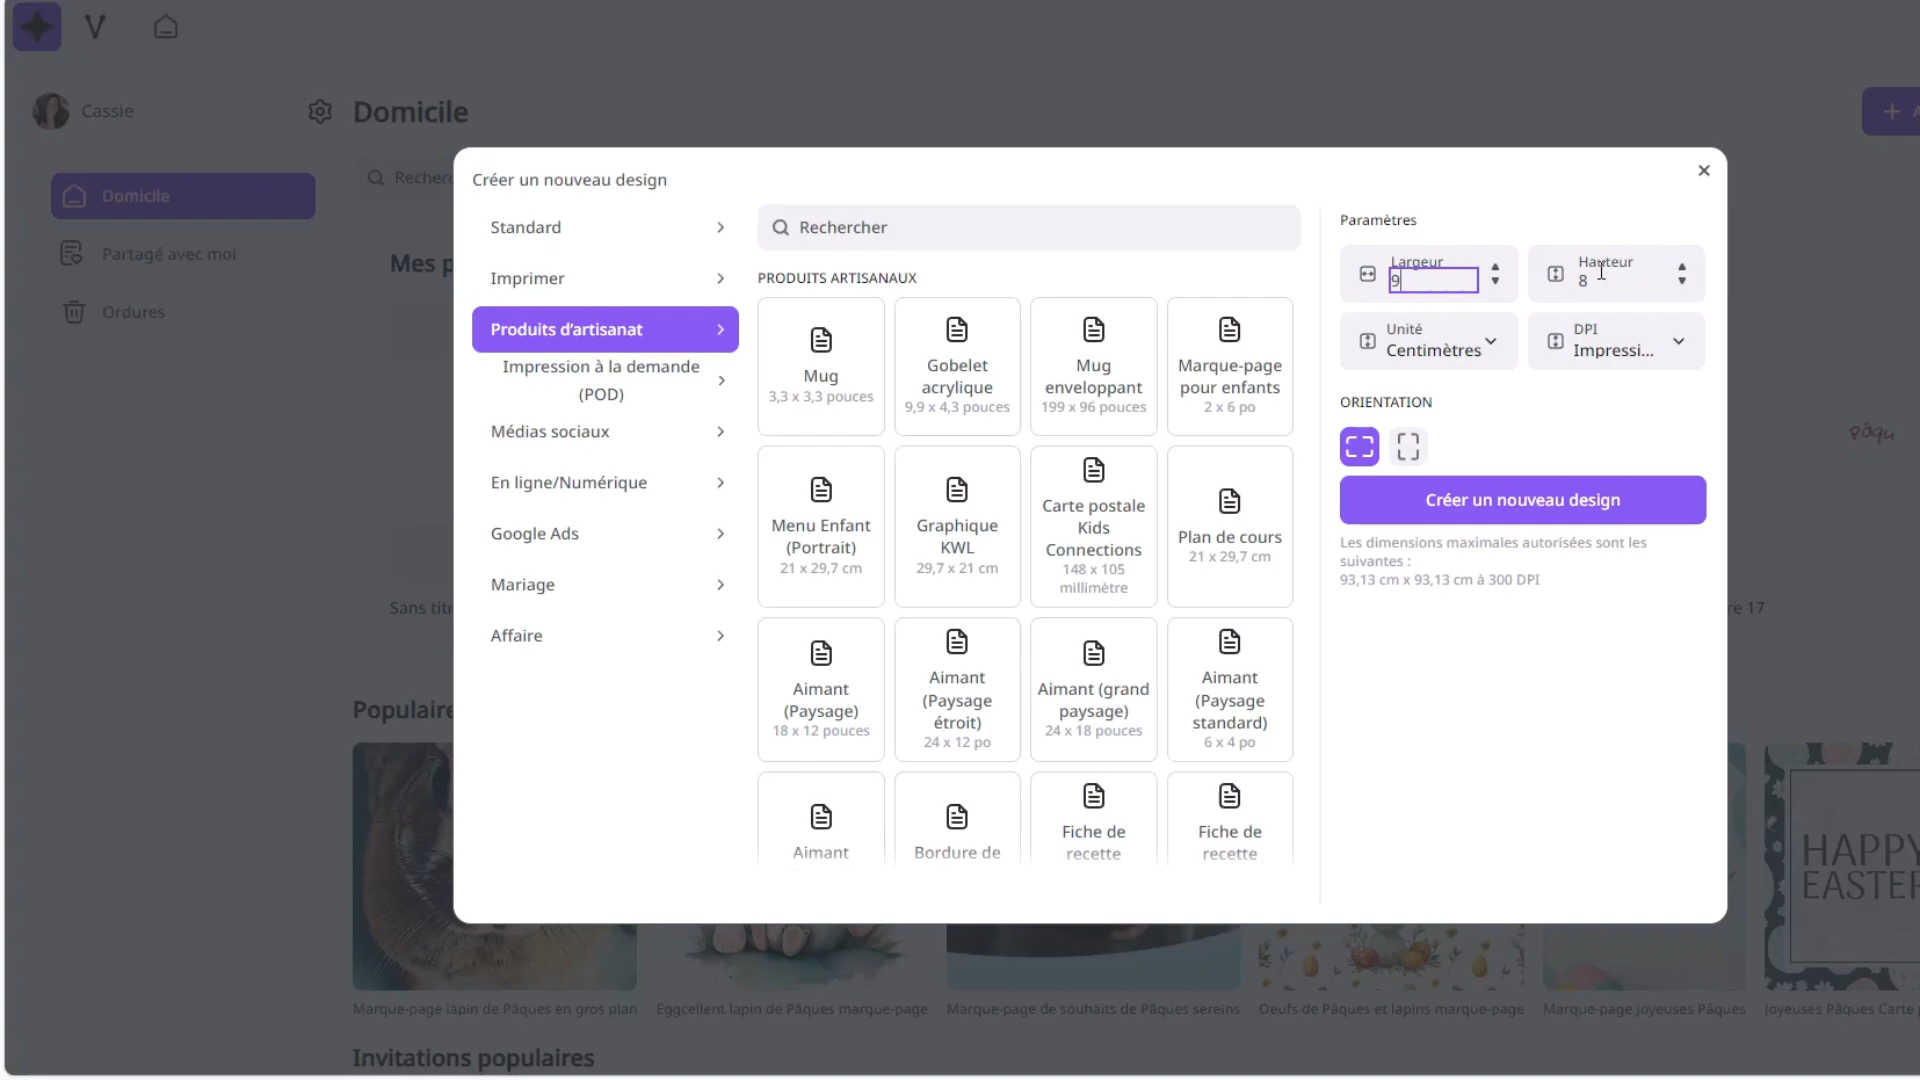 Cassie
Domicile
Domicile
Partagé avec moi
Ordures
Mes p
Sans tit
Populaire
Créer un nouveau design
Standard
Imprimer
Produits d’artisanat
Impression à la demande
(POD)
Médias sociaux
En ligne/Numérique
Google Ads
Mariage
Affaire
Rechercher
PRODUITS ARTISANAUX
Mug
3,3 x 3,3 pouces
Gobelet
acrylique
9,9 x 4,3 pouces
Mug
enveloppant
199 x 96 pouces
Marque-page
pour enfants
2 x 6 po
Menu Enfant
(Portrait)
21 x 29,7 cm
Graphique
KWL
29,7 x 21 cm
Carte postale
Kids
Connections
148 x 105
millimètre
Plan de cours
21 x 29,7 cm
Aimant
(Paysage)
18 x 12 pouces
Aimant
(Paysage
étroit)
24 x 12 po
Aimant (grand
paysage)
24 x 18 pouces
Aimant
(Paysage
standard)
6 x 4 po
Aimant
Bordure de
Fiche de
recette
Fiche de
recette
Paramètres
Largeur
9
Hauteur
8
Unité
Centimètres
DPI
Impressi...
ORIENTATION
Créer un nouveau design
Les dimensions maximales autorisées sont les
suivantes :
93,13 cm x 93,13 cm à 300 DPI
re 17
HAPPY
EASTER
Marque-page lapin de Pâques en gros plan
Eggcellent lapin de Pâques marque-page
Marque-page de souhaits de Pâques sereins
Oeufs de Pâques et lapins marque-page
Marque-page Joyeuses Pâques
Joyeuses Pâques Carte
Invitations populaires